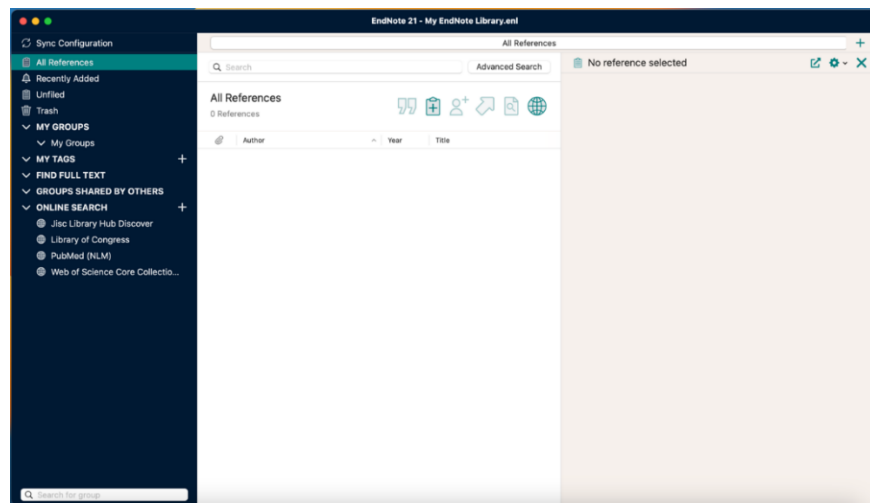 EndNote 21 - My EndNote Library.enl
Sync Configuration
All References
Recently Added
Unfiled
Trash
MY GROUPS
My Groups
MY TAGS
FIND FULL TEXT
GROUPS SHARED BY OTHERS
ONLINE SEARCH
Jisc Library Hub Discover
Library of Congress
PubMed (NLM)
Web of Science Core Collectio...
Search for group
All References
Search
Advanced Search
All References
0 References
Author Year Title
No reference selected